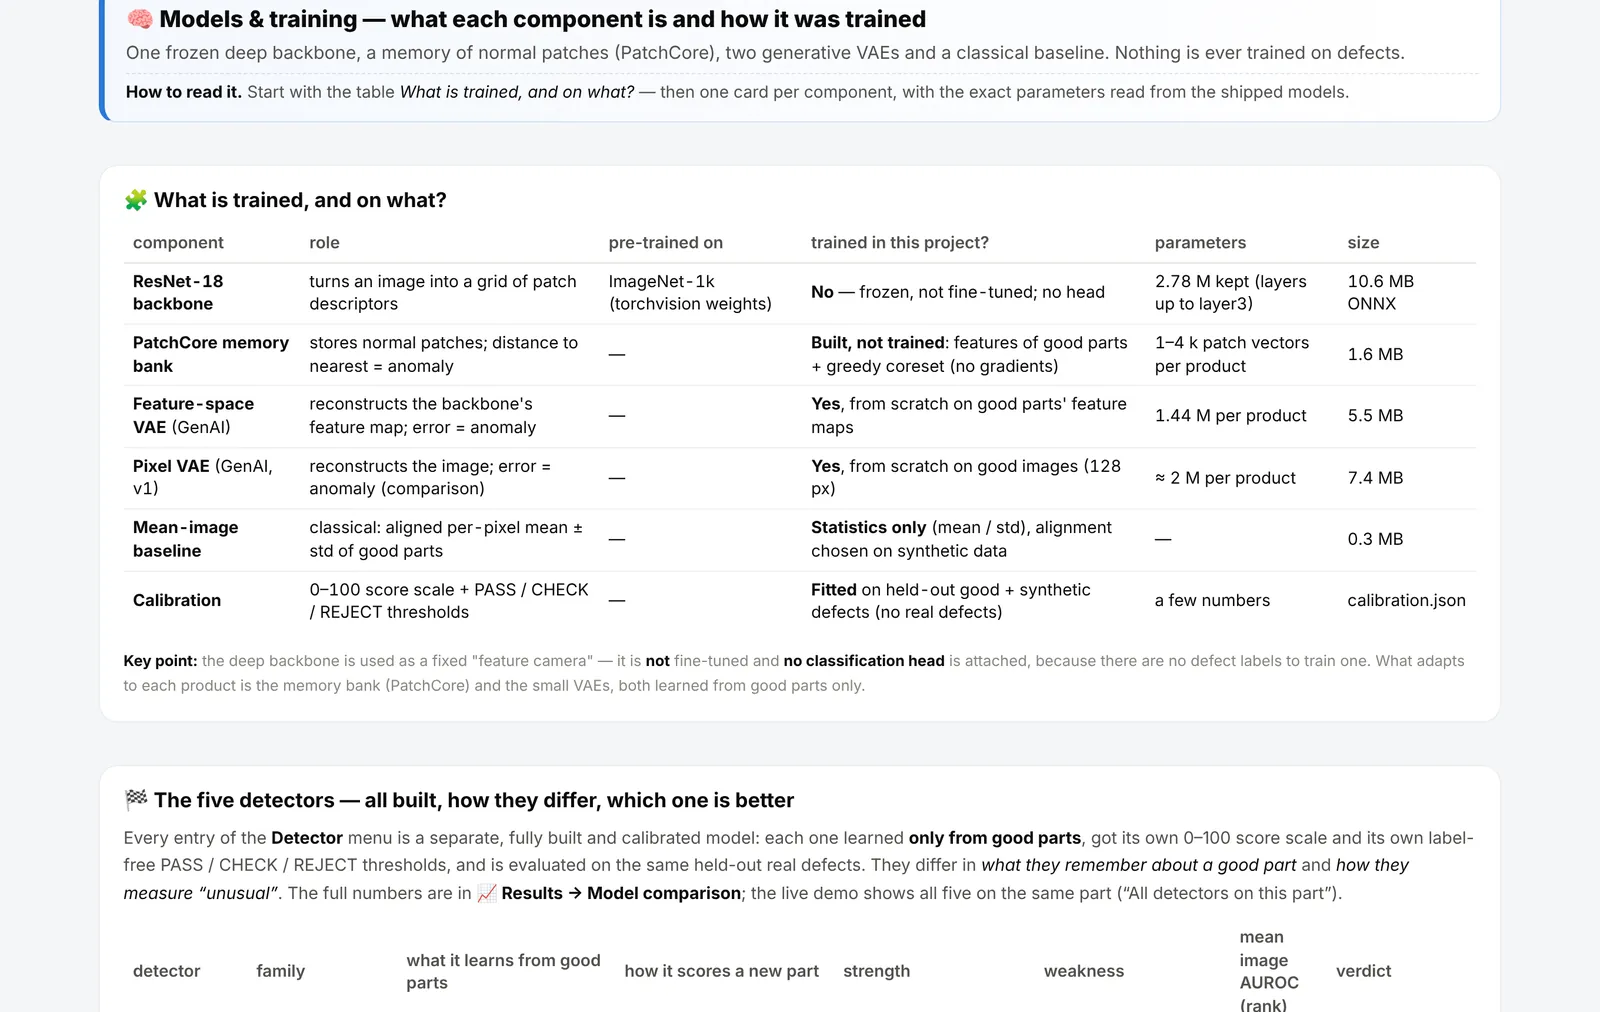 🧠 Models & training — what each component is and how it was trained
One frozen deep backbone, a memory of normal patches (PatchCore), two generative VAEs and a classical baseline. Nothing is ever trained on defects.
How to read it. Start with the table What is trained, and on what? — then one card per component, with the exact parameters read from the shipped models.
🧩 What is trained, and on what?
component role pre-trained on trained in this project? parameters size
ResNet-18 backbone turns an image into a grid of patch descriptors ImageNet-1k (torchvision weights) No — frozen, not fine-tuned; no head 2.78 M kept (layers up to layer3) 10.6 MB ONNX
PatchCore memory bank stores normal patches; distance to nearest = anomaly — Built, not trained: features of good parts + greedy coreset (no gradients) 1–4 k patch vectors per product 1.6 MB
Feature-space VAE (GenAI) reconstructs the backbone's feature map; error = anomaly — Yes, from scratch on good parts' feature maps 1.44 M per product 5.5 MB
Pixel VAE (GenAI, v1) reconstructs the image; error = anomaly (comparison) — Yes, from scratch on good images (128 px) ≈ 2 M per product 7.4 MB
Mean-image baseline classical: aligned per-pixel mean ± std of good parts — Statistics only (mean / std), alignment chosen on synthetic data — 0.3 MB
Calibration 0–100 score scale + PASS / CHECK / REJECT thresholds — Fitted on held-out good + synthetic defects (no real defects) a few numbers calibration.json
Key point: the deep backbone is used as a fixed "feature camera" — it is not fine-tuned and no classification head is attached, because there are no defect labels to train one. What adapts
to each product is the memory bank (PatchCore) and the small VAEs, both learned from good parts only.
🏁 The five detectors — all built, how they differ, which one is better
Every entry of the Detector menu is a separate, fully built and calibrated model: each one learned only from good parts, got its own 0–100 score scale and its own label-
free PASS / CHECK / REJECT thresholds, and is evaluated on the same held-out real defects. They differ in what they remember about a good part and how they
measure “unusual”. The full numbers are in 📈 Results → Model comparison; the live demo shows all five on the same part (“All detectors on this part”).
detector family what it learns from good parts how it scores a new part strength weakness mean image AUROC (rank) verdict